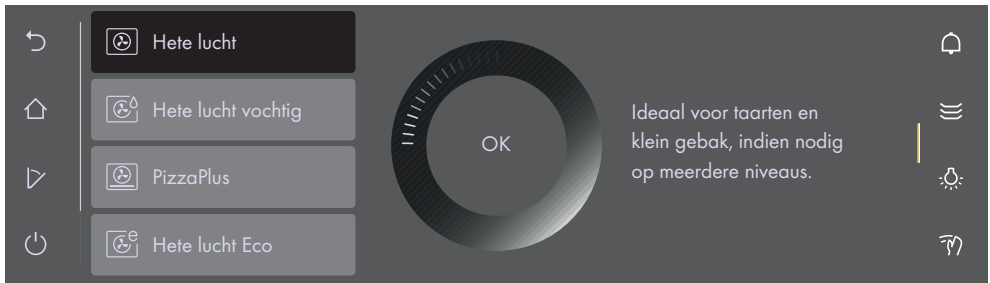 Hete lucht
Hete lucht vochtig
PizzaPlus
e
Hete lucht Eco
OK
Ideaal voor taarten en
klein gebak, indien nodig
op meerdere niveaus.